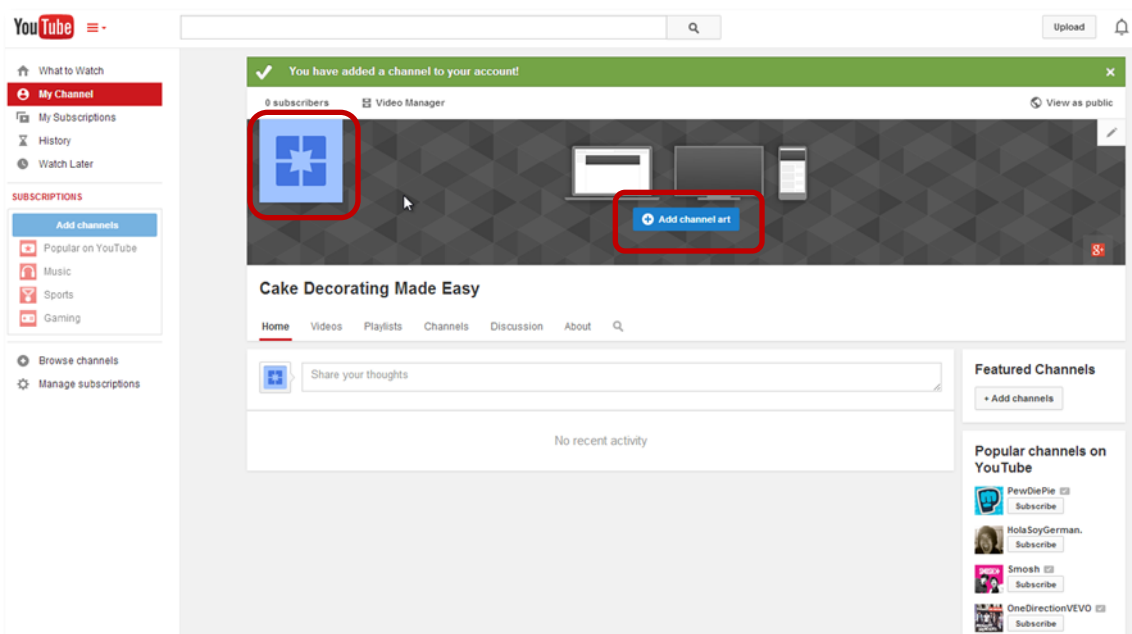 YouTube
Upload
What to Watch
My Channel
My Subscriptions
History
Watch Later
SUBSCRIPTIONS
Add channels
Popular on YouTube
Music
Sports
Gaming
Browse channels
Manage subscriptions
You have added a channel to your account!
0 subscribers Video Manager View as public
Add channel art
8+
Cake Decorating Made Easy
Home Videos Playlists Channels Discussion About
Share your thoughts
No recent activity
Featured Channels
+ Add channels
Popular channels on
YouTube
PewDiePie
Subscribe
HolaSoyGerman.
Subscribe
Smosh
Subscribe
OneDirectionVEVO
Subscribe